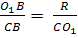 O₁B / CB = R / CO₁